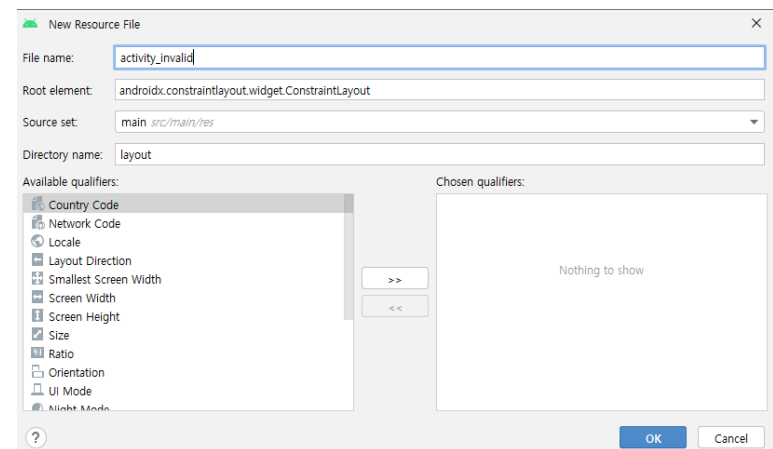 New Resource File
File name: activity_invalid
Root element: androidx.constraintlayout.widget.ConstraintLayout
Source set: main src/main/res
Directory name: layout
Available qualifiers:
Chosen qualifiers:
Country Code
Network Code
Locale
Layout Direction
Smallest Screen Width
Screen Width
Screen Height
Size
Ratio
Orientation
UI Mode
Night Mode
>>
<<
Nothing to show
?
OK
Cancel